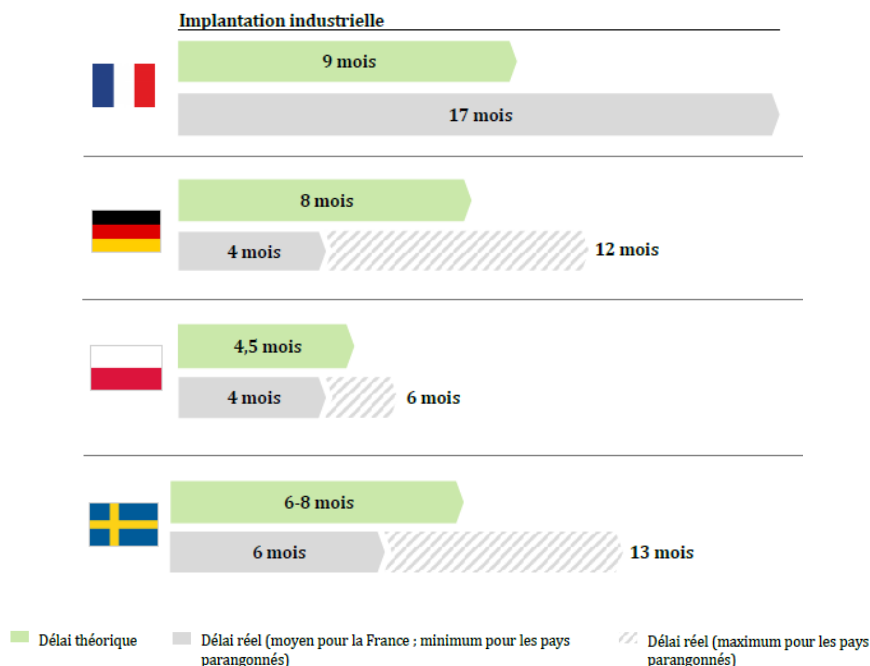 Implantation industrielle
9 mois
17 mois
8 mois
4 mois
12 mois
4,5 mois
4 mois
6 mois
6-8 mois
6 mois
13 mois
Délai théorique
Délai réel (moyen pour la France ; minimum pour les pays
parangonnés)
Délai réel (maximum pour les pays
parangonnés)